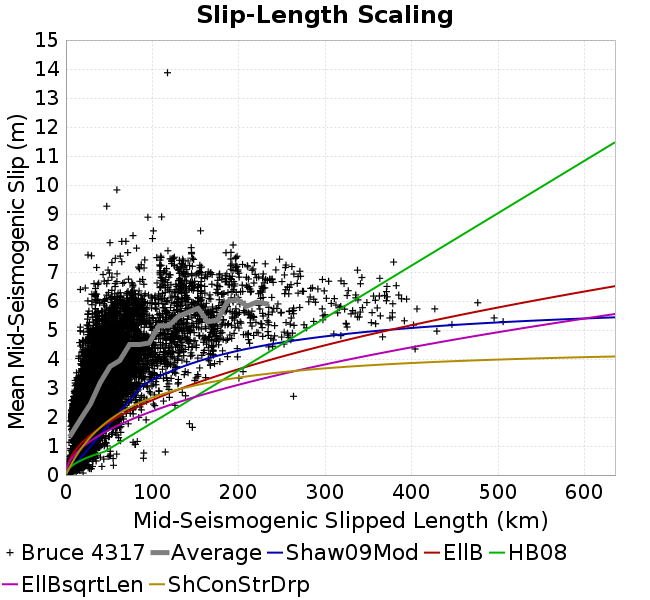 Slip-Length Scaling
Mean Mid-Seismogenic Slip (m)
15
14
13
12
11
10
9
8
7
6
5
4
3
2
1
0
0 100 200 300 400 500 600
Mid-Seismogenic Slipped Length (km)
Bruce 4317 Average Shaw09Mod EllB HB08
EllBsqrtLen ShConStrDrp